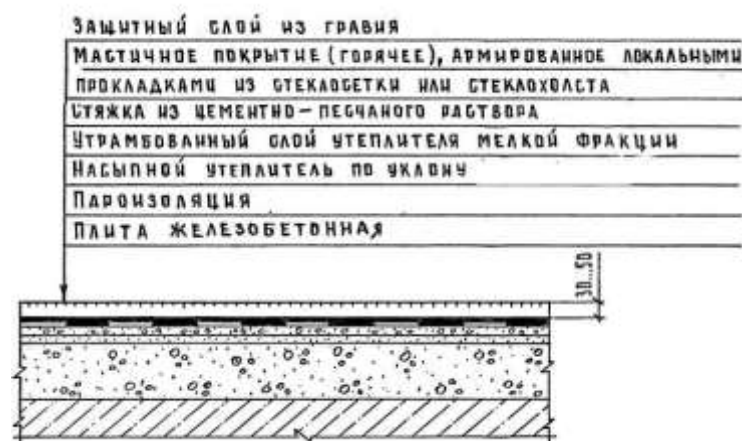 ЗАЩИТНЫЙ СЛОЙ ИЗ ГРАВИЯ
МАСТИЧНОЕ ПОКРЫТИЕ (ГОРЯЧЕЕ), АРМИРОВАННОЕ ЛОКАЛЬНЫМИ
ПРОКЛАДКАМИ ИЗ СТЕКЛОСЕТКИ ИЛИ СТЕКЛОХОЛСТА
СТЯЖКА ИЗ ЦЕМЕНТНО-ПЕСЧАНОГО РАСТВОРА
УТРАМБОВАННЫЙ СЛОЙ УТЕПЛИТЕЛЯ МЕЛКОЙ ФРАКЦИИ
НАСЫПНОЙ УТЕПЛИТЕЛЬ ПО УКЛОНУ
ПАРОИЗОЛЯЦИЯ
ПЛИТА ЖЕЛЕЗОБЕТОННАЯ
30...50